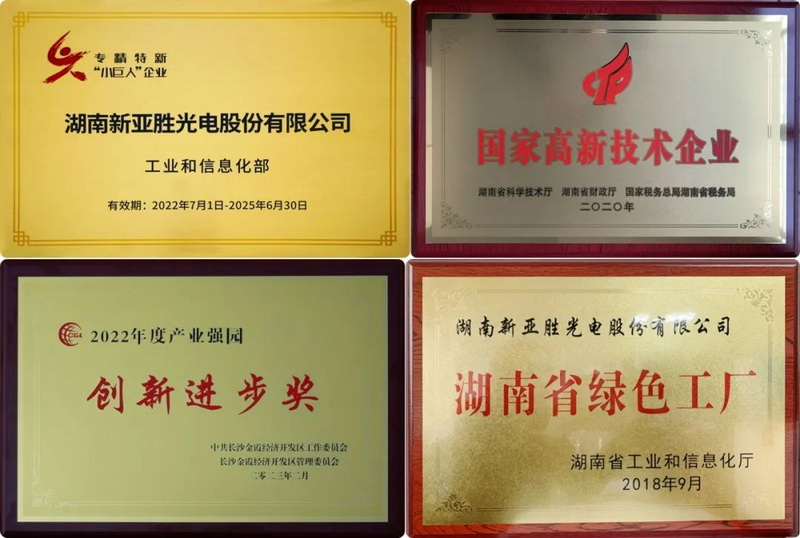 专精特新
“小巨人”企业
湖南新亚胜光电股份有限公司
工业和信息化部
有效期：2022年7月1日-2025年6月30日
国家高新技术企业
湖南省科学技术厅 湖南省财政厅 国家税务总局湖南省税务局
二〇二〇年
2022年度产业强园
创新进步奖
中共长沙金霞经济开发区工作委员会
长沙金霞经济开发区管理委员会
二〇二三年二月
湖南新亚胜光电股份有限公司
湖南省绿色工厂
湖南省工业和信息化厅
2018年9月